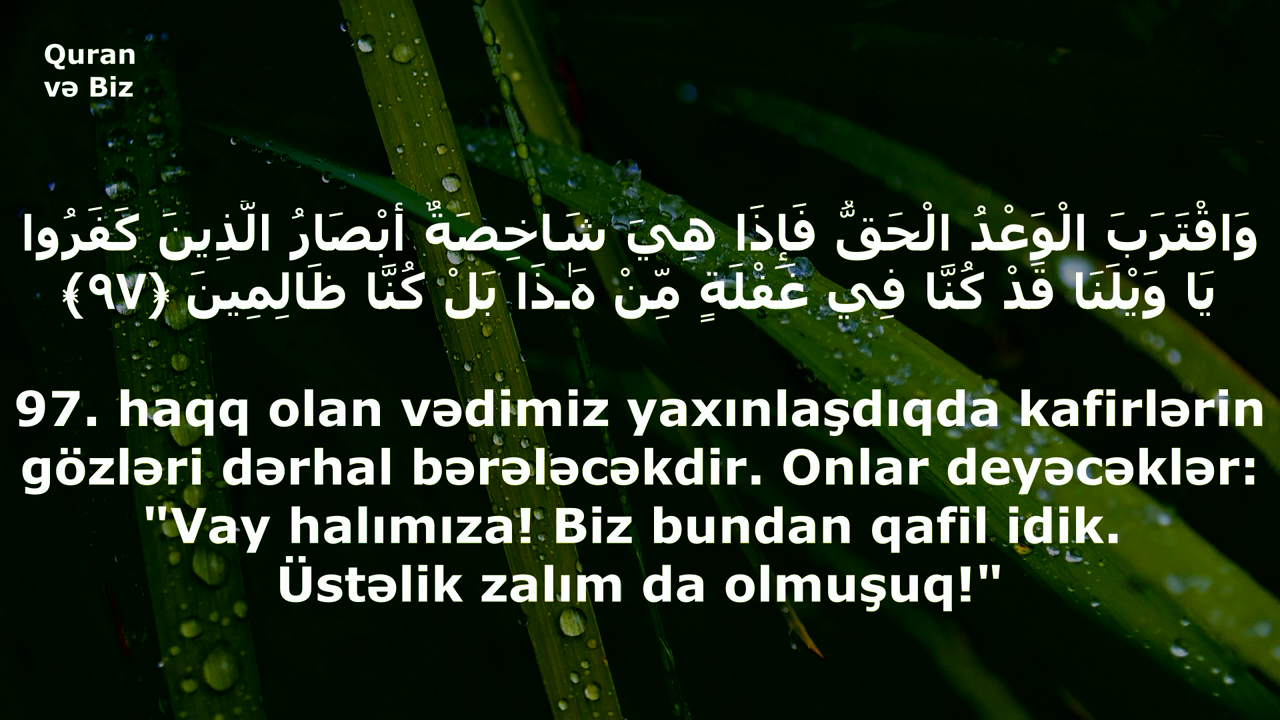 Quran
və Biz
وَاقْتَرَبَ الْوَعْدُ الْحَقُّ فَإِذَا هِيَ شَاخِصَةٌ أَبْصَارُ الَّذِينَ كَفَرُوا
يَا وَيْلَنَا قَدْ كُنَّا فِي غَفْلَةٍ مِّنْ هَـٰذَا بَلْ كُنَّا ظَالِمِينَ ﴿٩٧﴾
97. haqq olan vədimiz yaxınlaşdıqda kafirlərin
gözləri dərhal bərələcəkdir. Onlar deyəcəklər:
"Vay halımıza! Biz bundan qafil idik.
Üstəlik zalım da olmuşuq!"